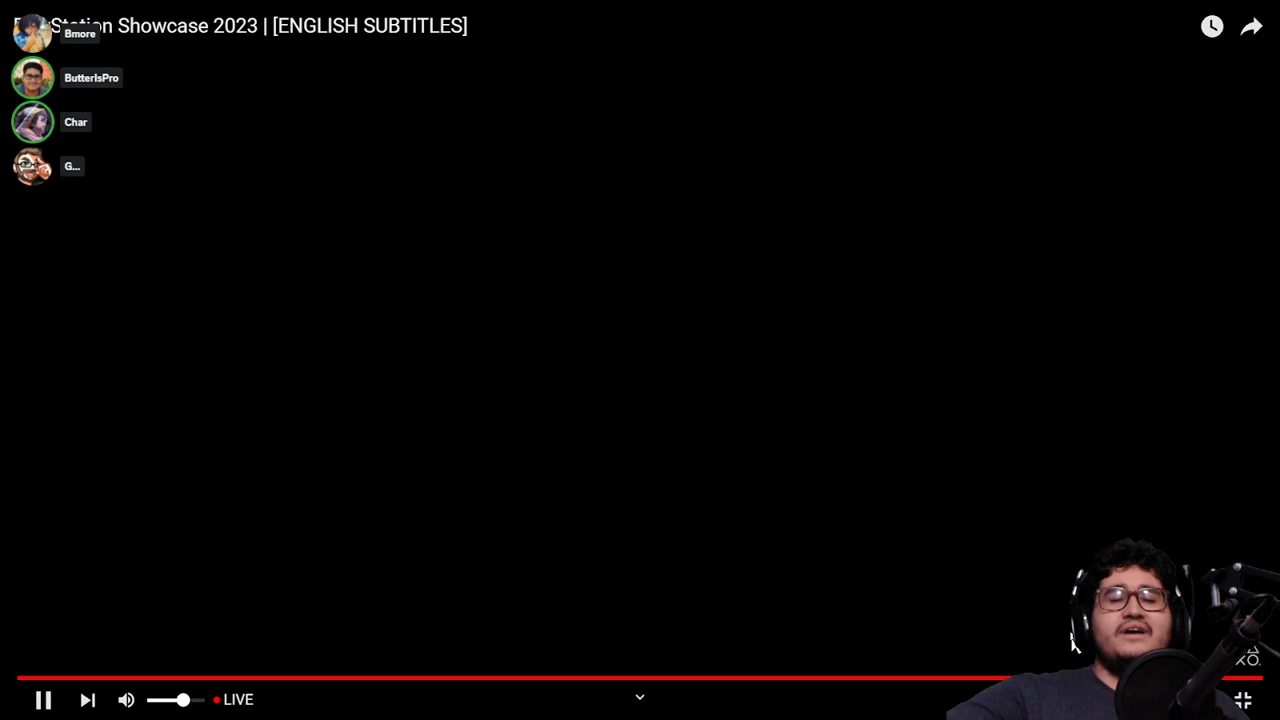 Station Showcase 2023 | [ENGLISH SUBTITLES]
Bmore
ButterIsPro
Char
G...
LIVE